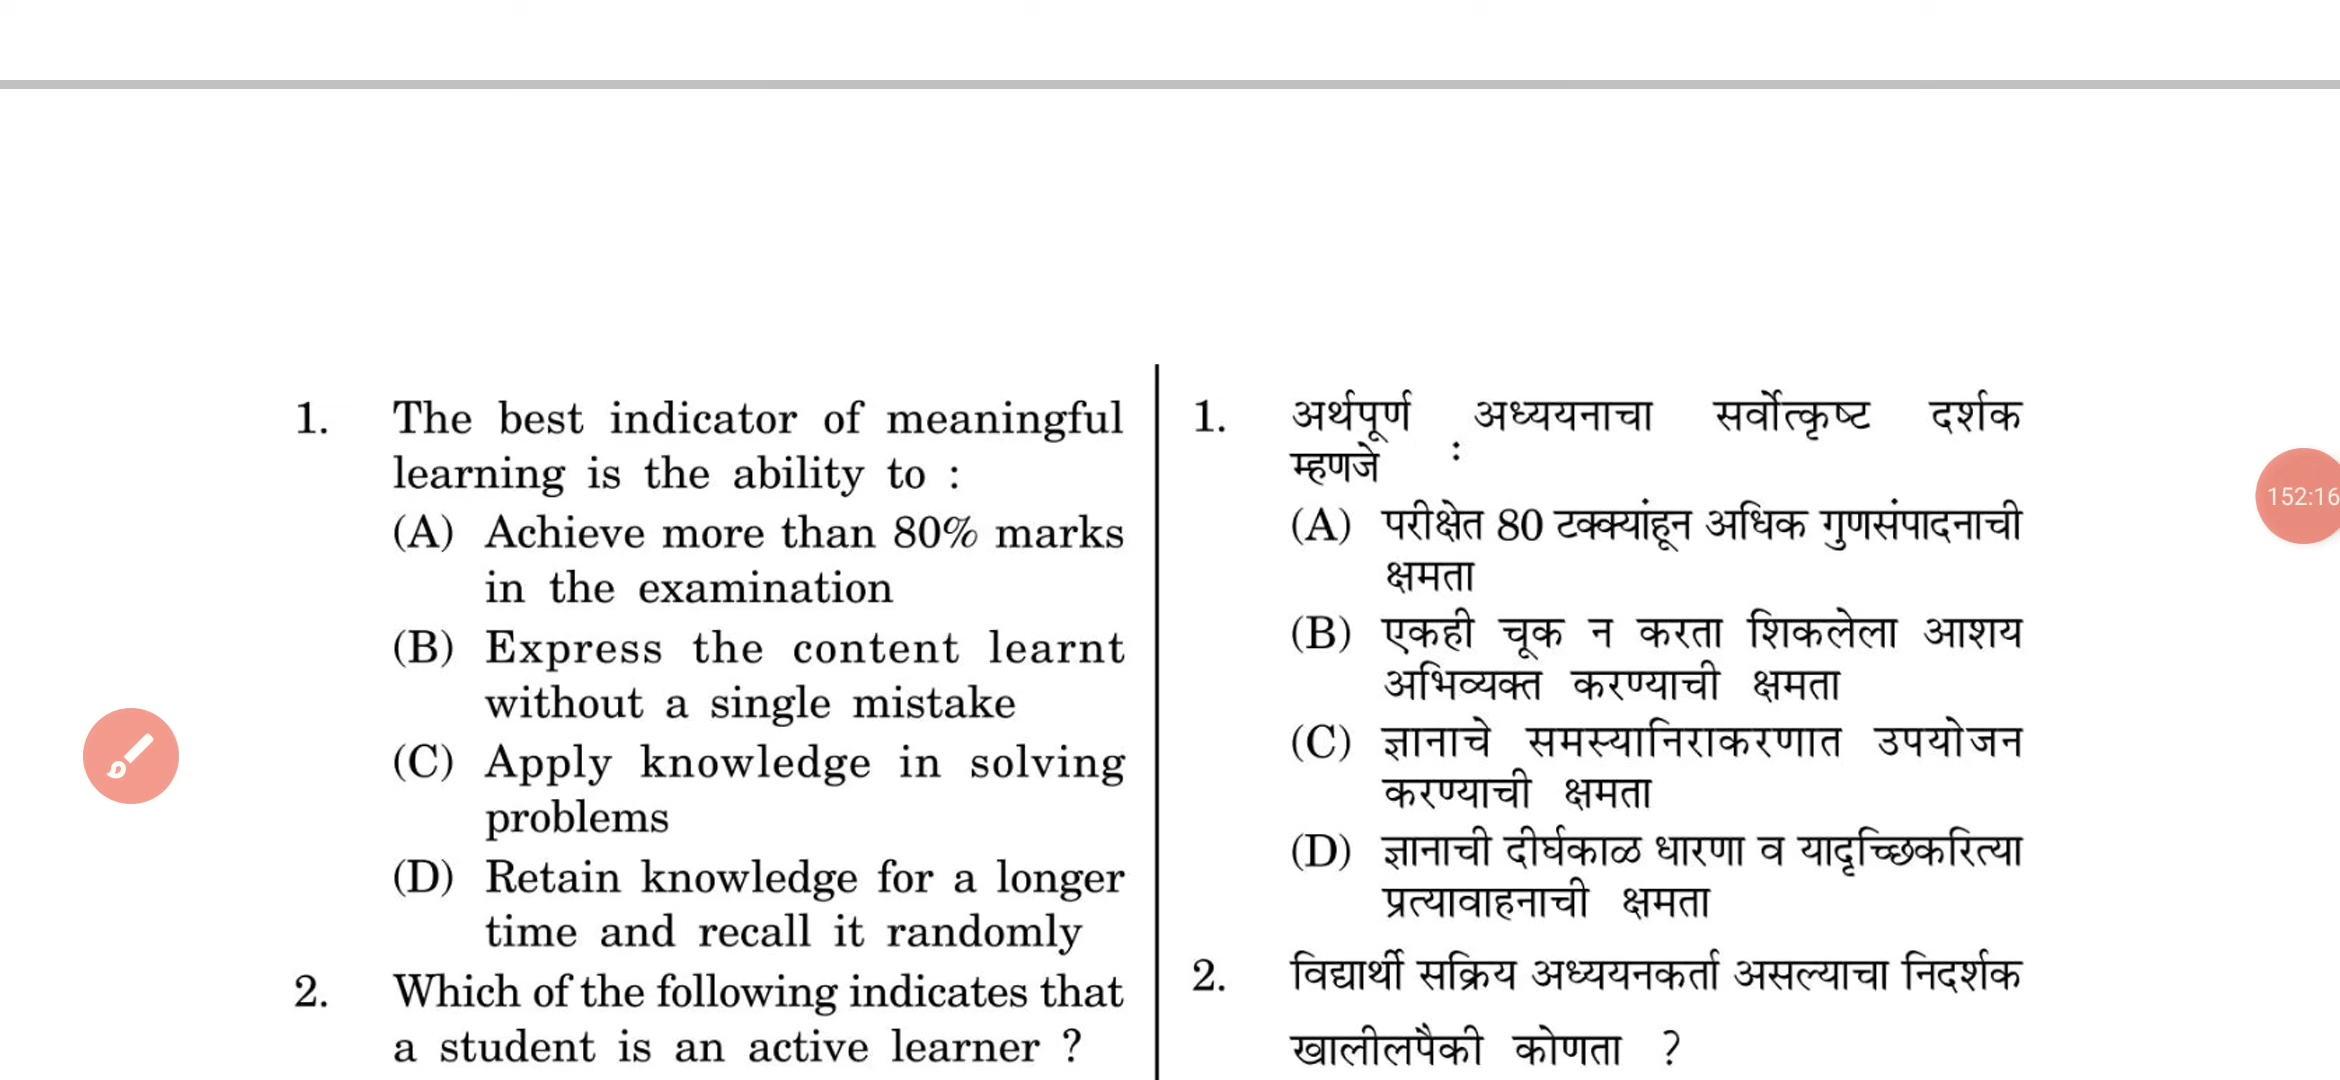 1. The best indicator of meaningful
learning is the ability to :
(A) Achieve more than 80% marks
in the examination
(B) Express the content learnt
without a single mistake
(C) Apply knowledge in solving
problems
(D) Retain knowledge for a longer
time and recall it randomly
2. Which of the following indicates that
a student is an active learner ?
1. अर्थपूर्ण अध्ययनाचा सर्वोत्कृष्ट दर्शक
म्हणजे :
(A) परीक्षेत 80 टक्क्यांहून अधिक गुणसंपादनाची
क्षमता
(B) एकही चूक न करता शिकलेला आशय
अभिव्यक्त करण्याची क्षमता
(C) ज्ञानाचे समस्यानिराकरणात उपयोजन
करण्याची क्षमता
(D) ज्ञानाची दीर्घकाळ धारणा व यादृच्छिकरित्या
प्रत्यावाहनाची क्षमता
2. विद्यार्थी सक्रिय अध्ययनकर्ता असल्याचा निदर्शक
खालीलपैकी कोणता ?
152:16